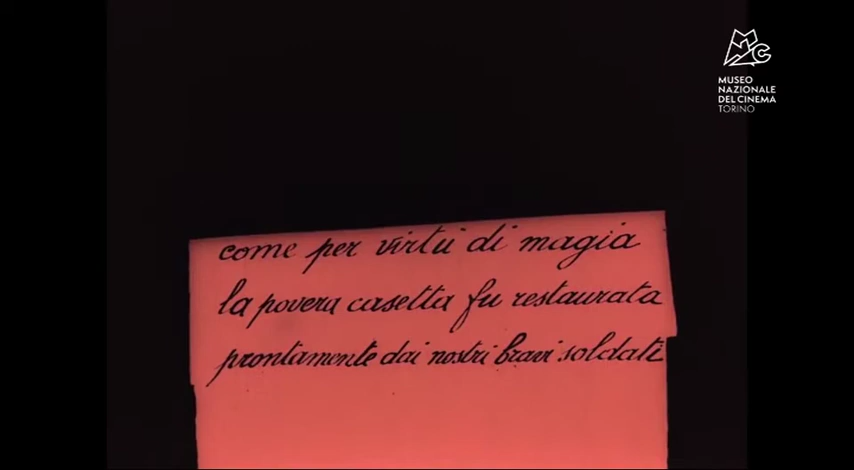 MUSEO
NAZIONALE
DEL CINEMA
TORINO
come per virtù di magia
la povera casetta fu restaurata
prontamente dai nostri bravi soldati